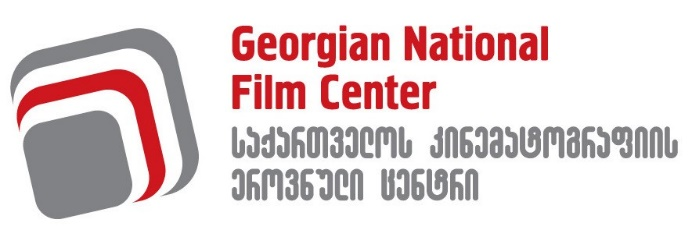 Georgian National
Film Center
საქართველოს კინემატოგრაფიის
ეროვნული ცენტრი